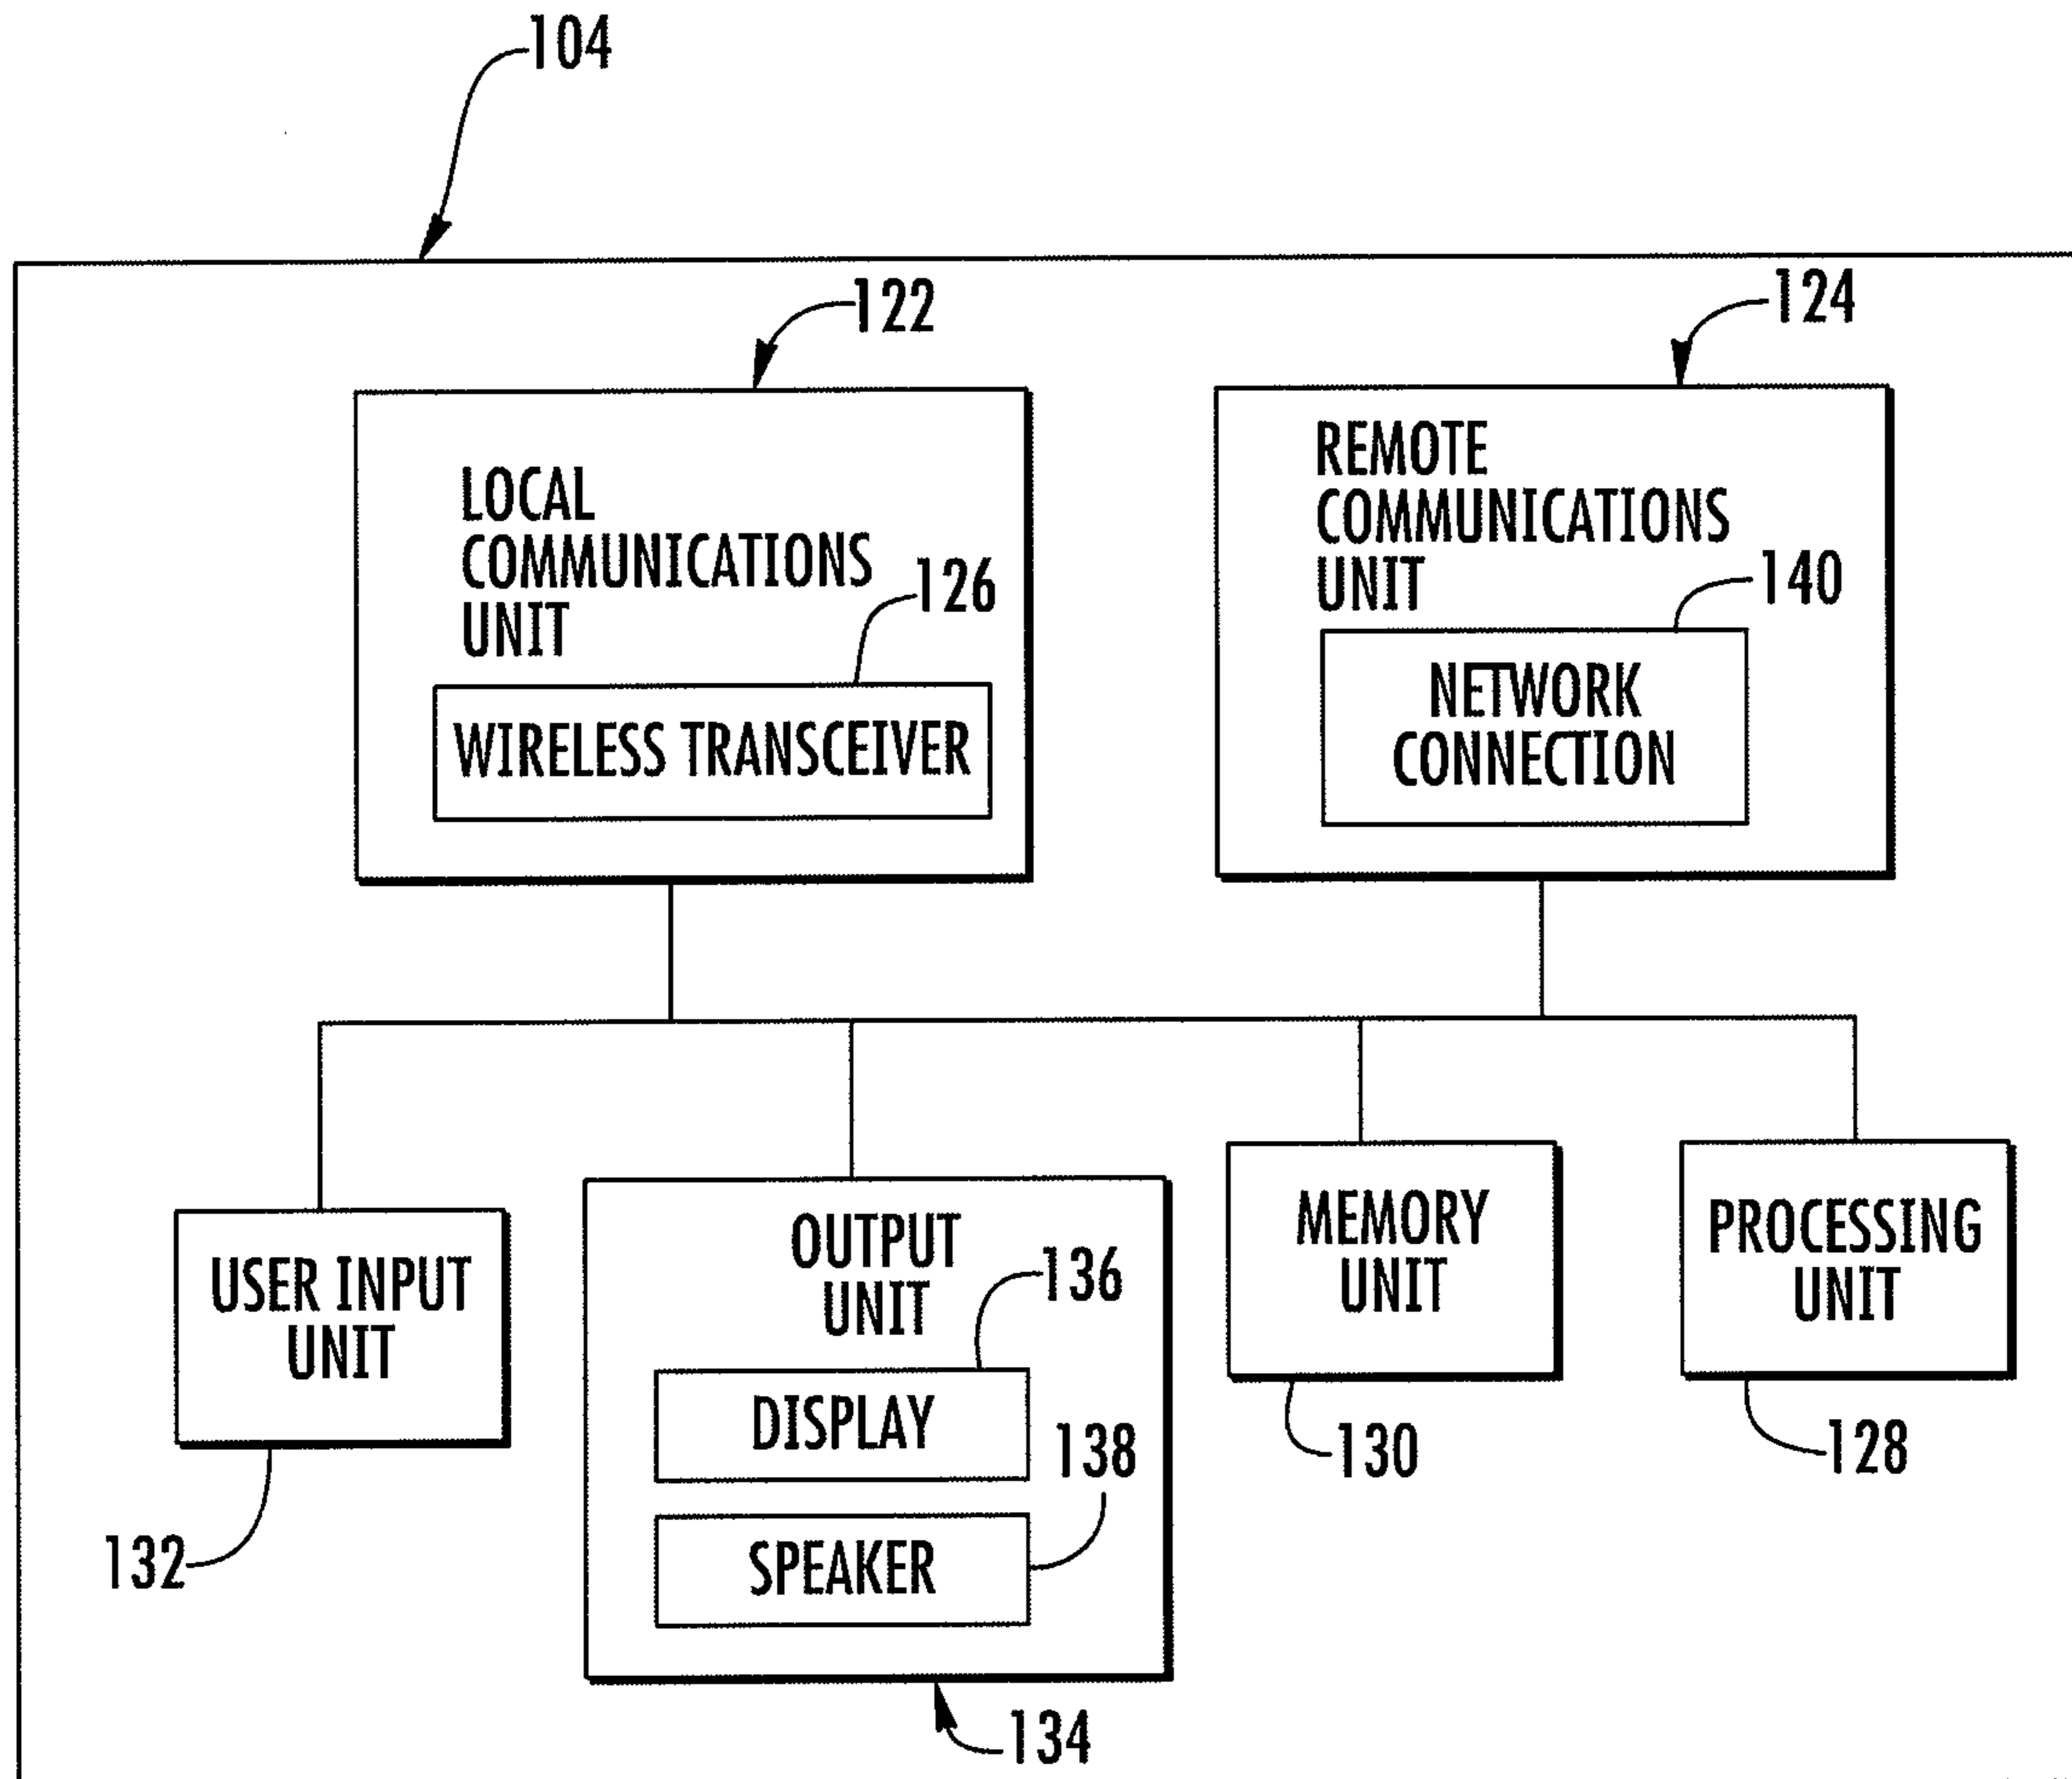 104
122
124
LOCAL
COMMUNICATIONS
UNIT
126
WIRELESS TRANSCEIVER
REMOTE
COMMUNICATIONS
UNIT
140
NETWORK
CONNECTION
USER INPUT
UNIT
132
OUTPUT
UNIT
136
DISPLAY
138
SPEAKER
134
MEMORY
UNIT
130
PROCESSING
UNIT
128